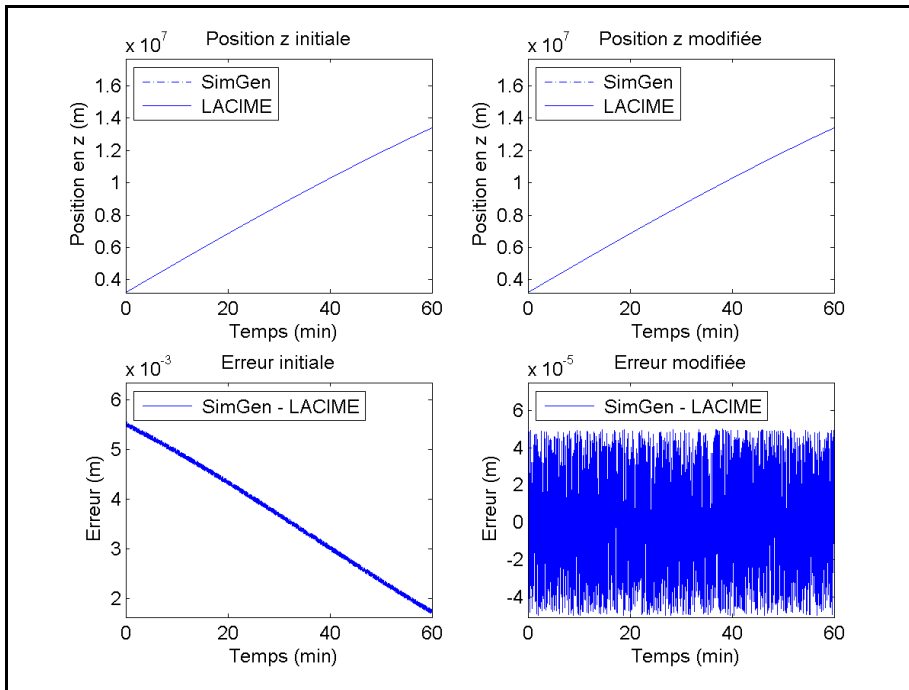 Position z initiale
x 10^7
SimGen
LACIME
Position en z (m)
1.6
1.4
1.2
1
0.8
0.6
0.4
0
20
40
60
Temps (min)
Position z modifiée
x 10^7
SimGen
LACIME
Position en z (m)
1.6
1.4
1.2
1
0.8
0.6
0.4
0
20
40
60
Temps (min)
Erreur initiale
x 10^-3
SimGen - LACIME
Erreur (m)
6
5
4
3
2
0
20
40
60
Temps (min)
Erreur modifiée
x 10^-5
SimGen - LACIME
Erreur (m)
6
4
2
0
-2
-4
0
20
40
60
Temps (min)